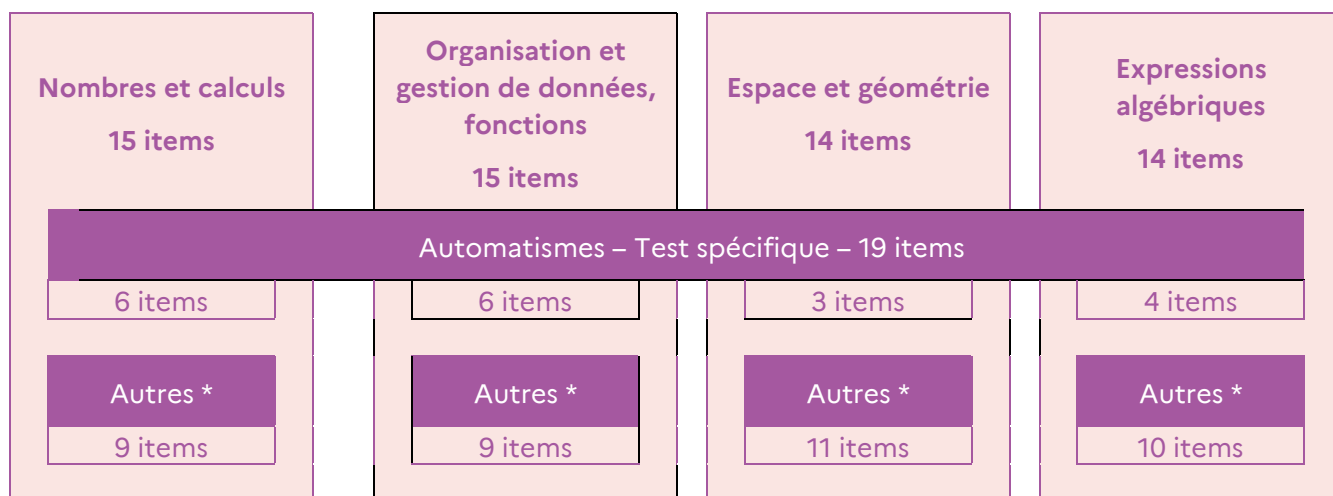 Nombres et calculs
15 items
Organisation et
gestion de données,
fonctions
15 items
Espace et géométrie
14 items
Expressions
algébriques
14 items
Automatismes – Test spécifique – 19 items
6 items
6 items
3 items
4 items
Autres *
Autres *
Autres *
Autres *
9 items
9 items
11 items
10 items